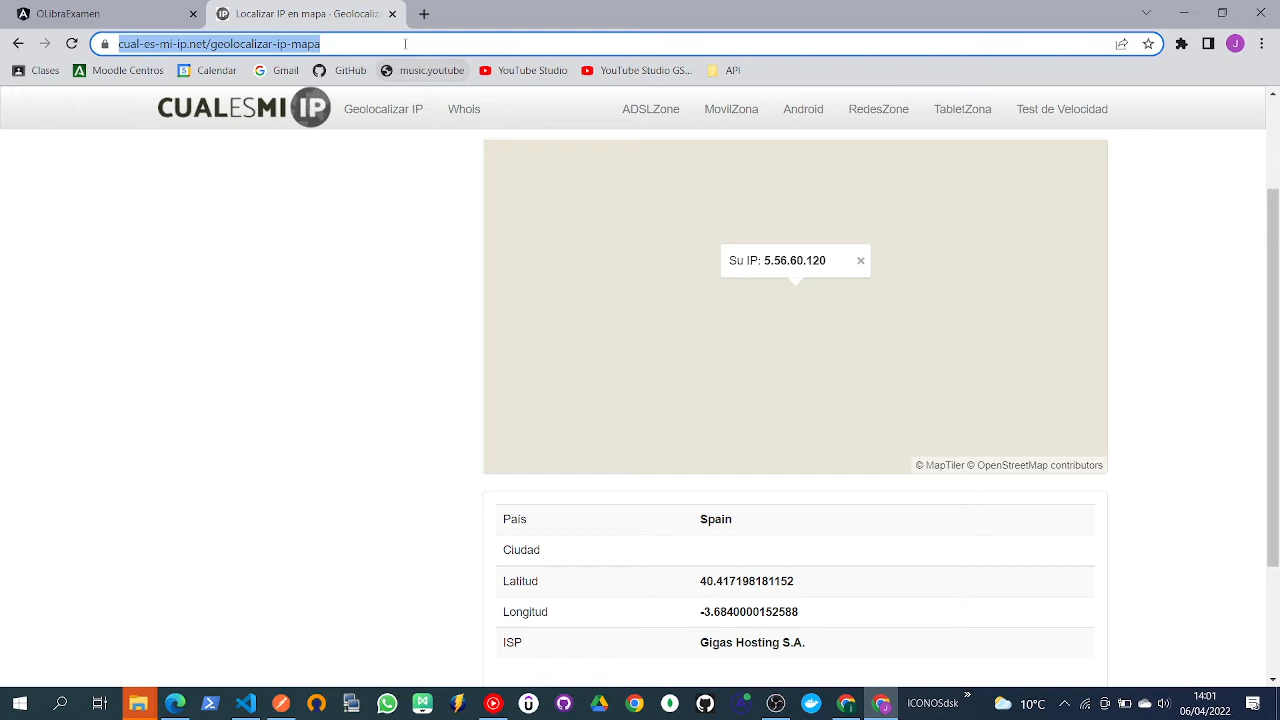 OLibreExamen
Localizar IP en mapa - Geolocaliz
cual-es-mi-ip.net/geolocalizar-ip-mapa
J
Clases
Moodle Centros
Calendar
Gmail
GitHub
music.youtube
YouTube Studio
YouTube Studio GS...
API
CUALESMI IP
Geolocalizar IP
Whois
ADSLZone
MovilZona
Android
RedesZone
TabletZona
Test de Velocidad
Su IP: 5.56.60.120
© MapTiler © OpenStreetMap contributors
País Spain
Ciudad
Latitud 40.417198181152
Longitud -3.6840000152588
ISP Gigas Hosting S.A.
ICONOSdsk
10°C
14:01
06/04/2022